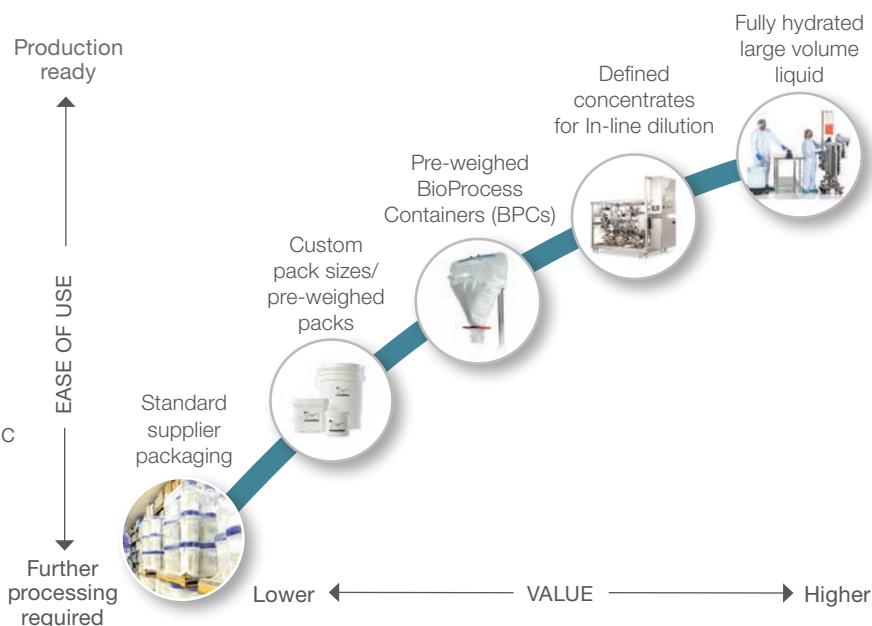 Production
ready
EASE OF USE
C
Further
processing
required
Standard
supplier
packaging
Custom
pack sizes/
pre-weighed
packs
Pre-weighed
BioProcess
Containers (BPCs)
Defined
concentrates
for In-line dilution
Fully hydrated
large volume
liquid
Lower
VALUE
Higher